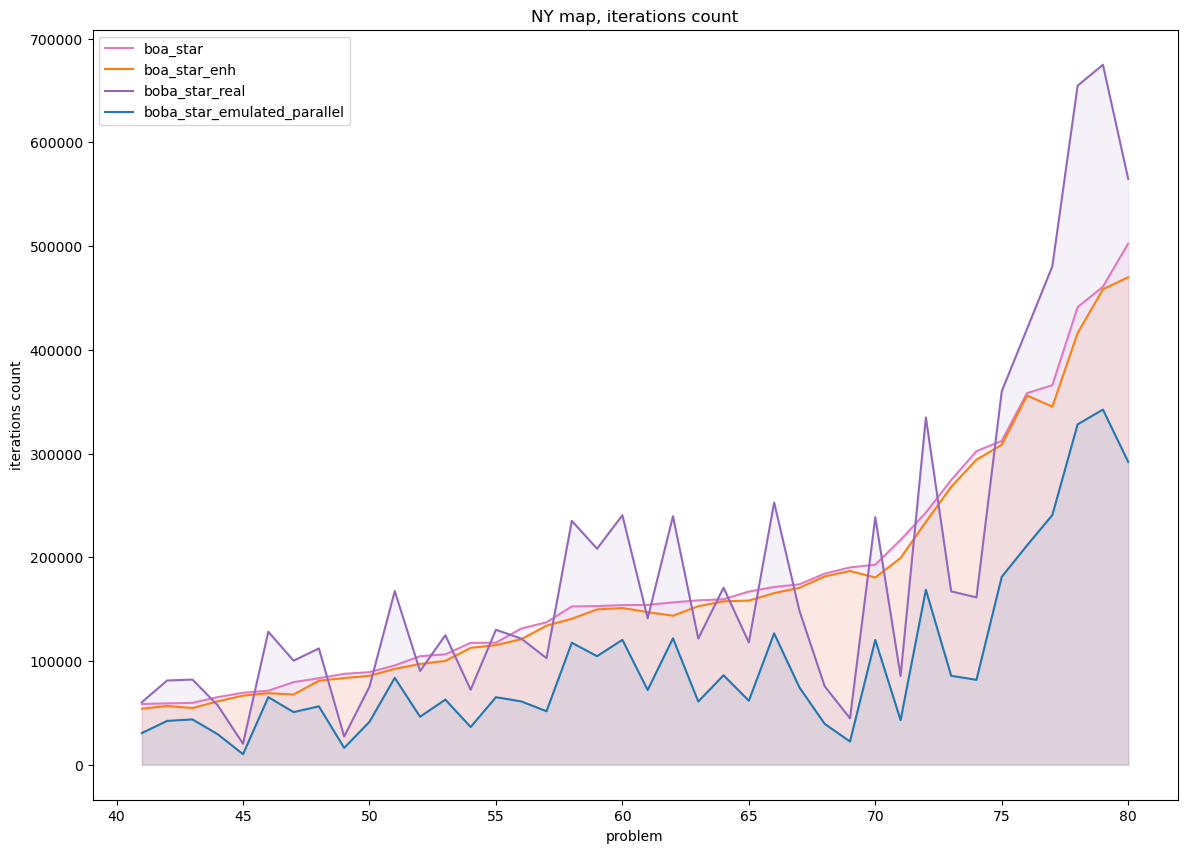 NY map, iterations count
boa_star
boa_star_enh
boba_star_real
boba_star_emulated_parallel
700000
600000
500000
400000
300000
200000
100000
0
iterations count
40 45 50 55 60 65 70 75 80
problem